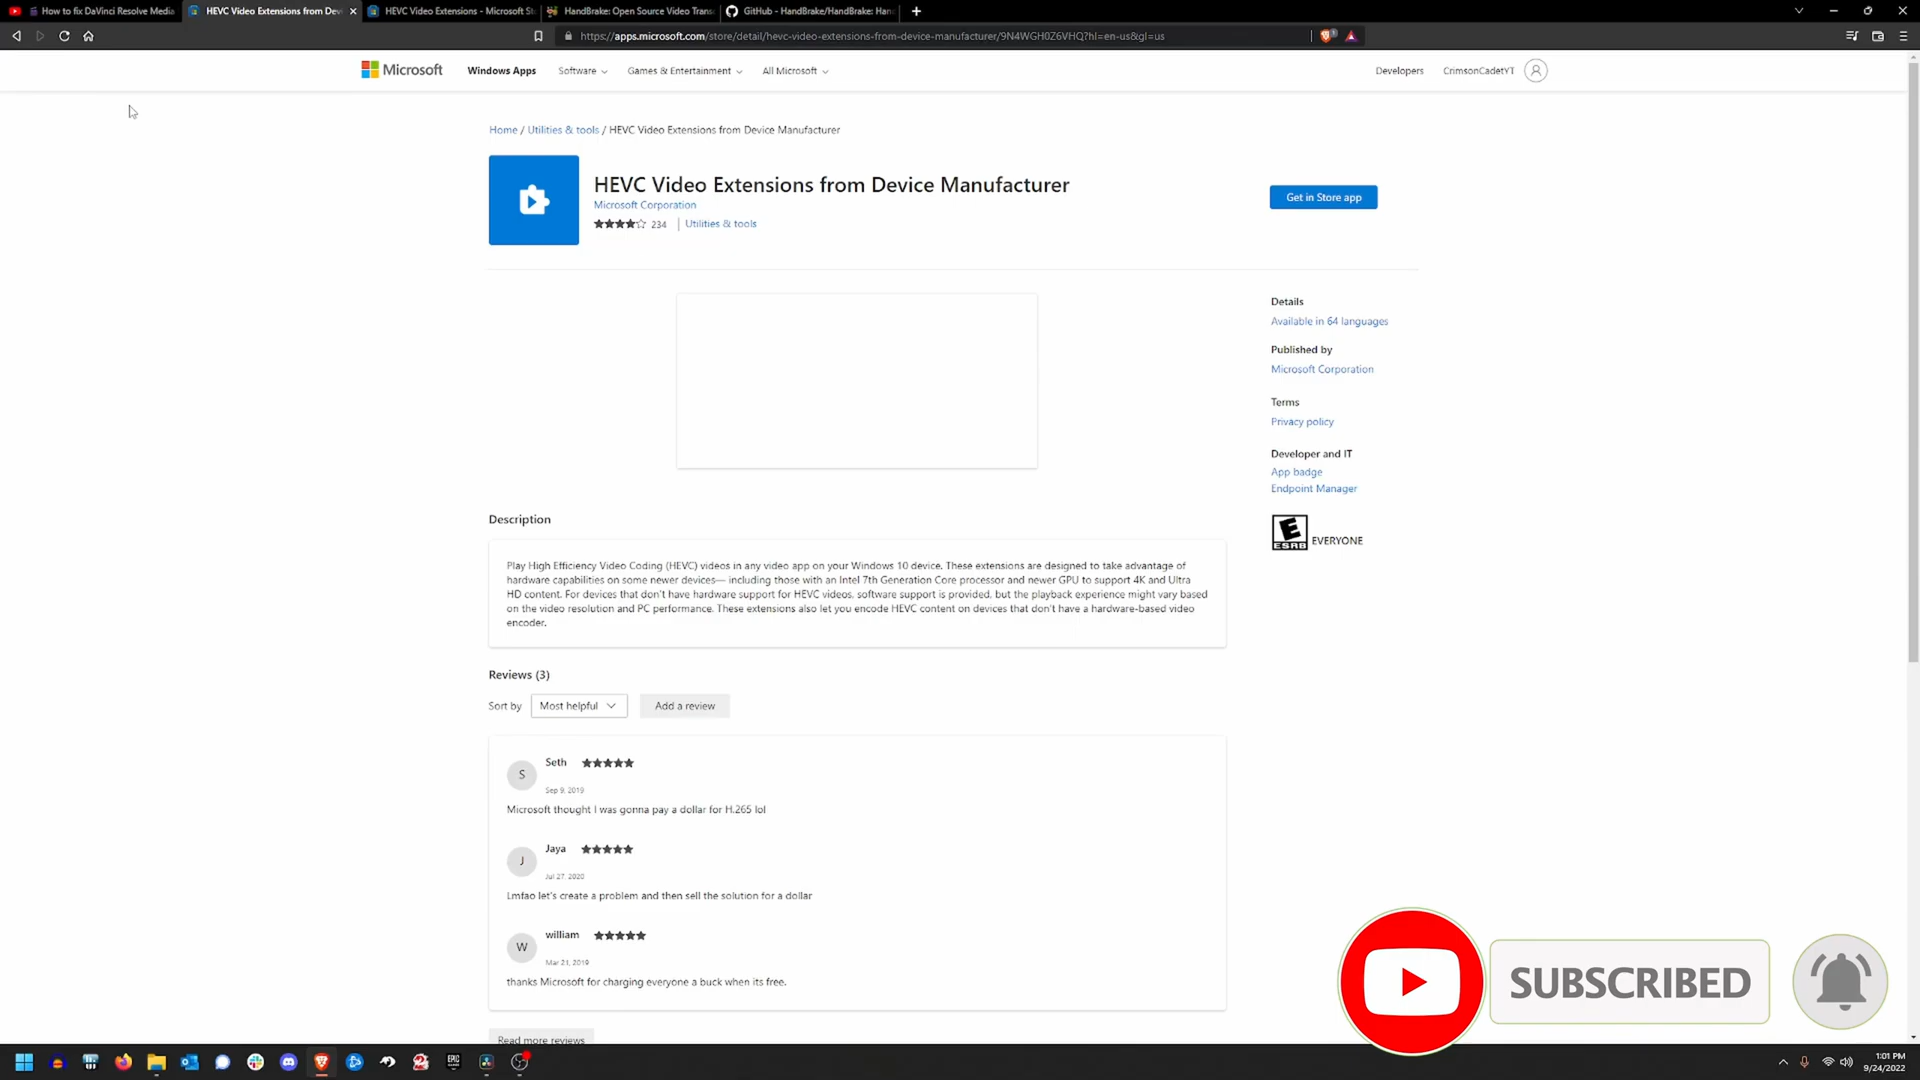 How to fix DaVinci Resolve Media
HEVC Video Extensions from Dev
HEVC Video Extensions - Microsoft St
HandBrake: Open Source Video Trans
GitHub - HandBrake/HandBrake: Han
https://apps.microsoft.com/store/detail/hevc-video-extensions-from-device-manufacturer/9N4WGH0Z6VHQ?hl=en-us&gl=us
Microsoft
Windows Apps
Software
Games & Entertainment
All Microsoft
Developers
CrimsonCadetYT
Home / Utilities & tools / HEVC Video Extensions from Device Manufacturer
HEVC Video Extensions from Device Manufacturer
Microsoft Corporation
234
Utilities & tools
Get in Store app
Details
Available in 64 languages
Published by
Microsoft Corporation
Terms
Privacy policy
Developer and IT
App badge
Endpoint Manager
E
ESRB
EVERYONE
Description
Play High Efficiency Video Coding (HEVC) videos in any video app on your Windows 10 device. These extensions are designed to take advantage of
hardware capabilities on some newer devices— including those with an Intel 7th Generation Core processor and newer GPU to support 4K and Ultra
HD content. For devices that don't have hardware support for HEVC videos, software support is provided, but the playback experience might vary based
on the video resolution and PC performance. These extensions also let you encode HEVC content on devices that don't have a hardware-based video
encoder.
Reviews (3)
Sort by
Most helpful
Add a review
S
Seth
Sep 9, 2019
Microsoft thought I was gonna pay a dollar for H.265 lol
J
Jaya
Jul 27, 2020
Lmfao let's create a problem and then sell the solution for a dollar
W
william
Mar 21, 2019
thanks Microsoft for charging everyone a buck when its free.
Read more reviews
SUBSCRIBED
EPIC
1:01 PM
9/24/2022